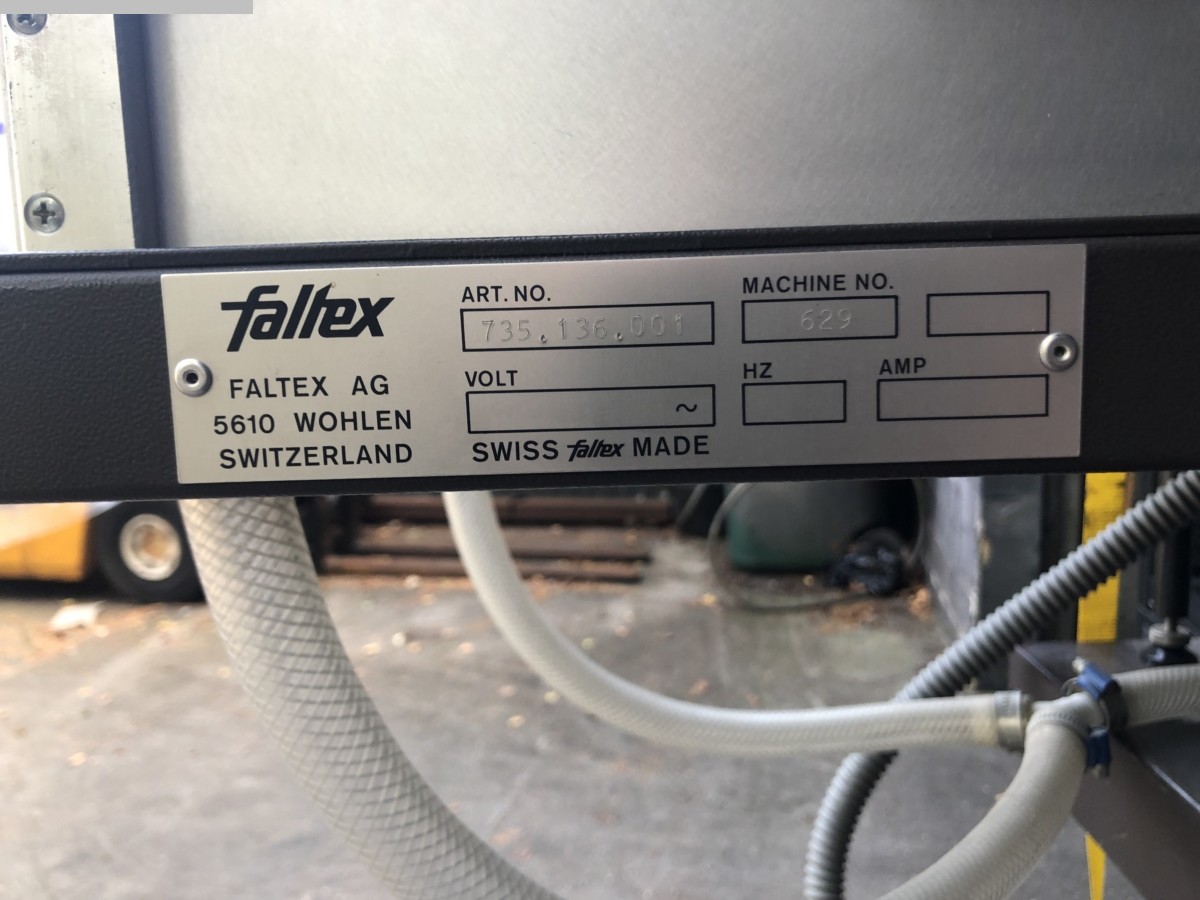 faltex
FALTEX AG
5610 WOHLEN
SWITZERLAND
ART. NO.
735.136.001
MACHINE NO.
629
VOLT
~
HZ
AMP
SWISS faltex MADE